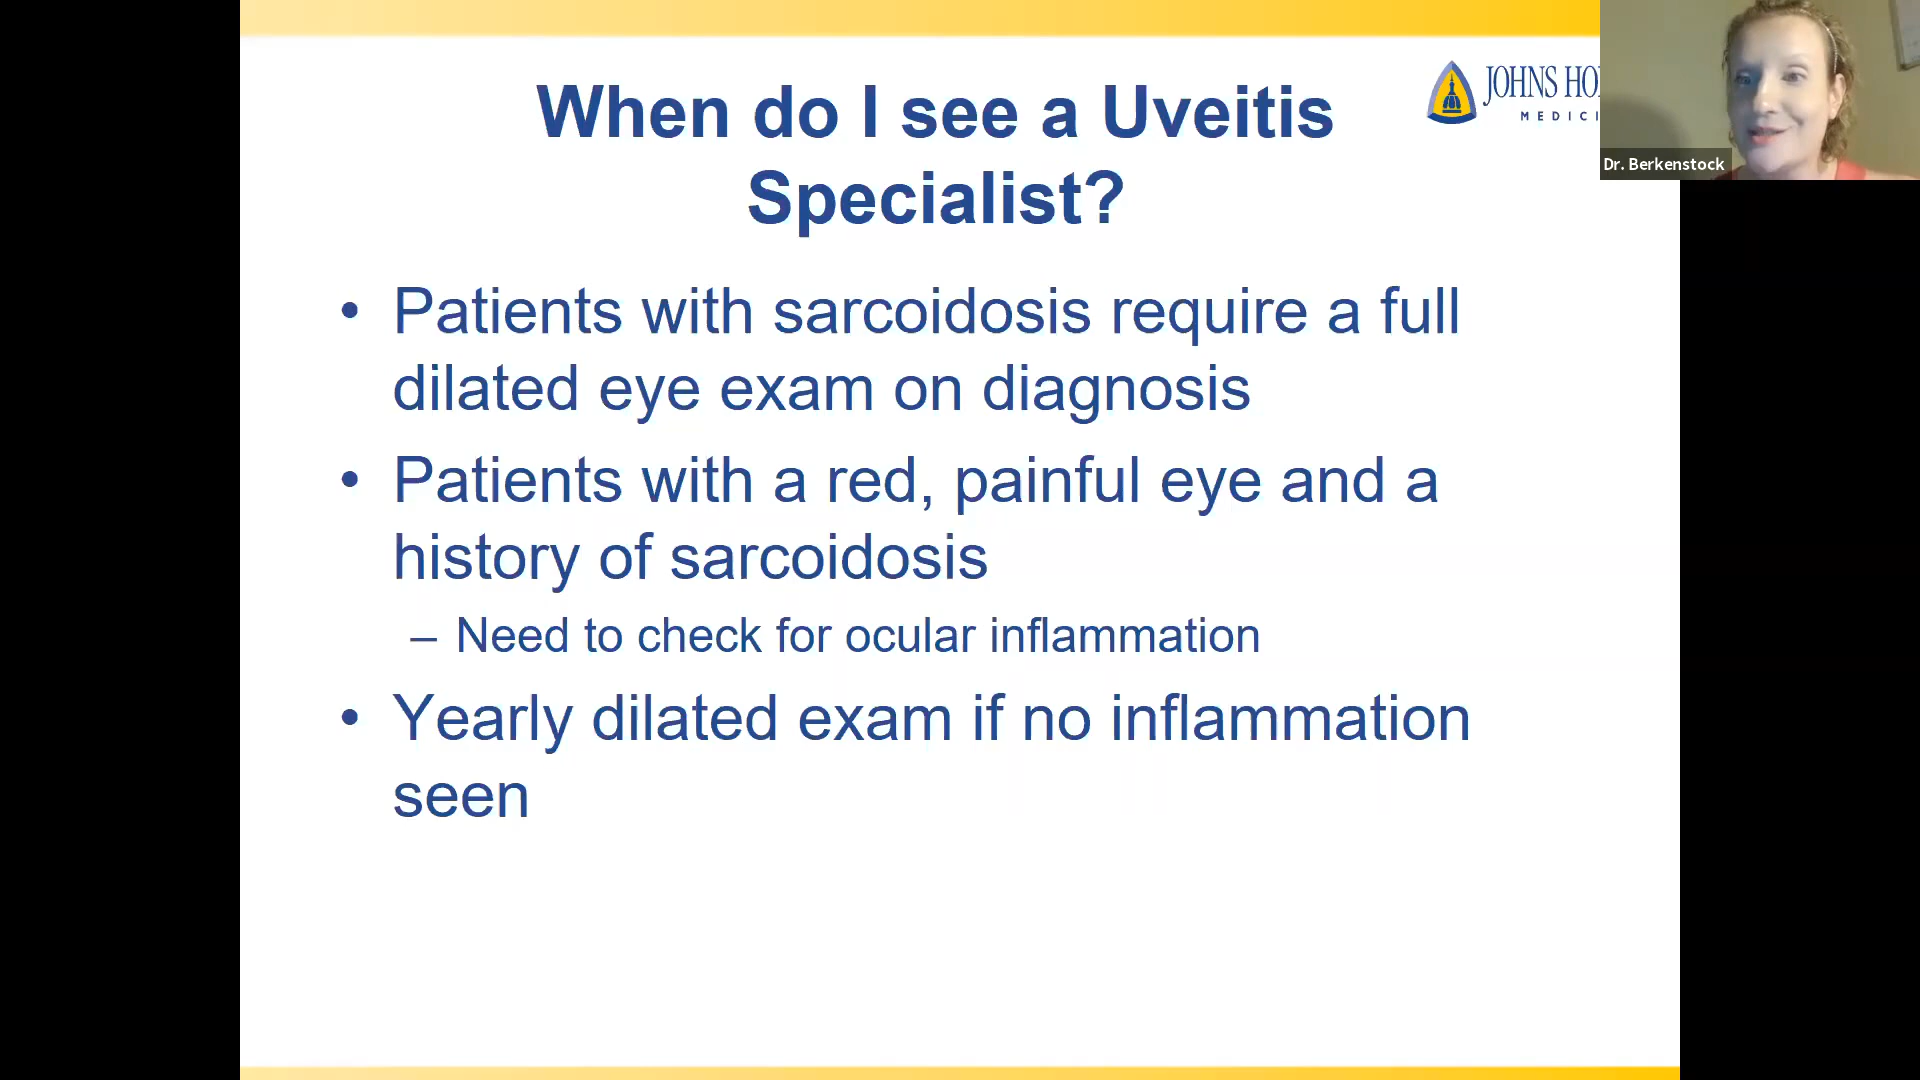 When do I see a Uveitis
Specialist?
JOHNS
MEDICI
Dr. Berkenstock
• Patients with sarcoidosis require a full
dilated eye exam on diagnosis
• Patients with a red, painful eye and a
history of sarcoidosis
– Need to check for ocular inflammation
• Yearly dilated exam if no inflammation
seen